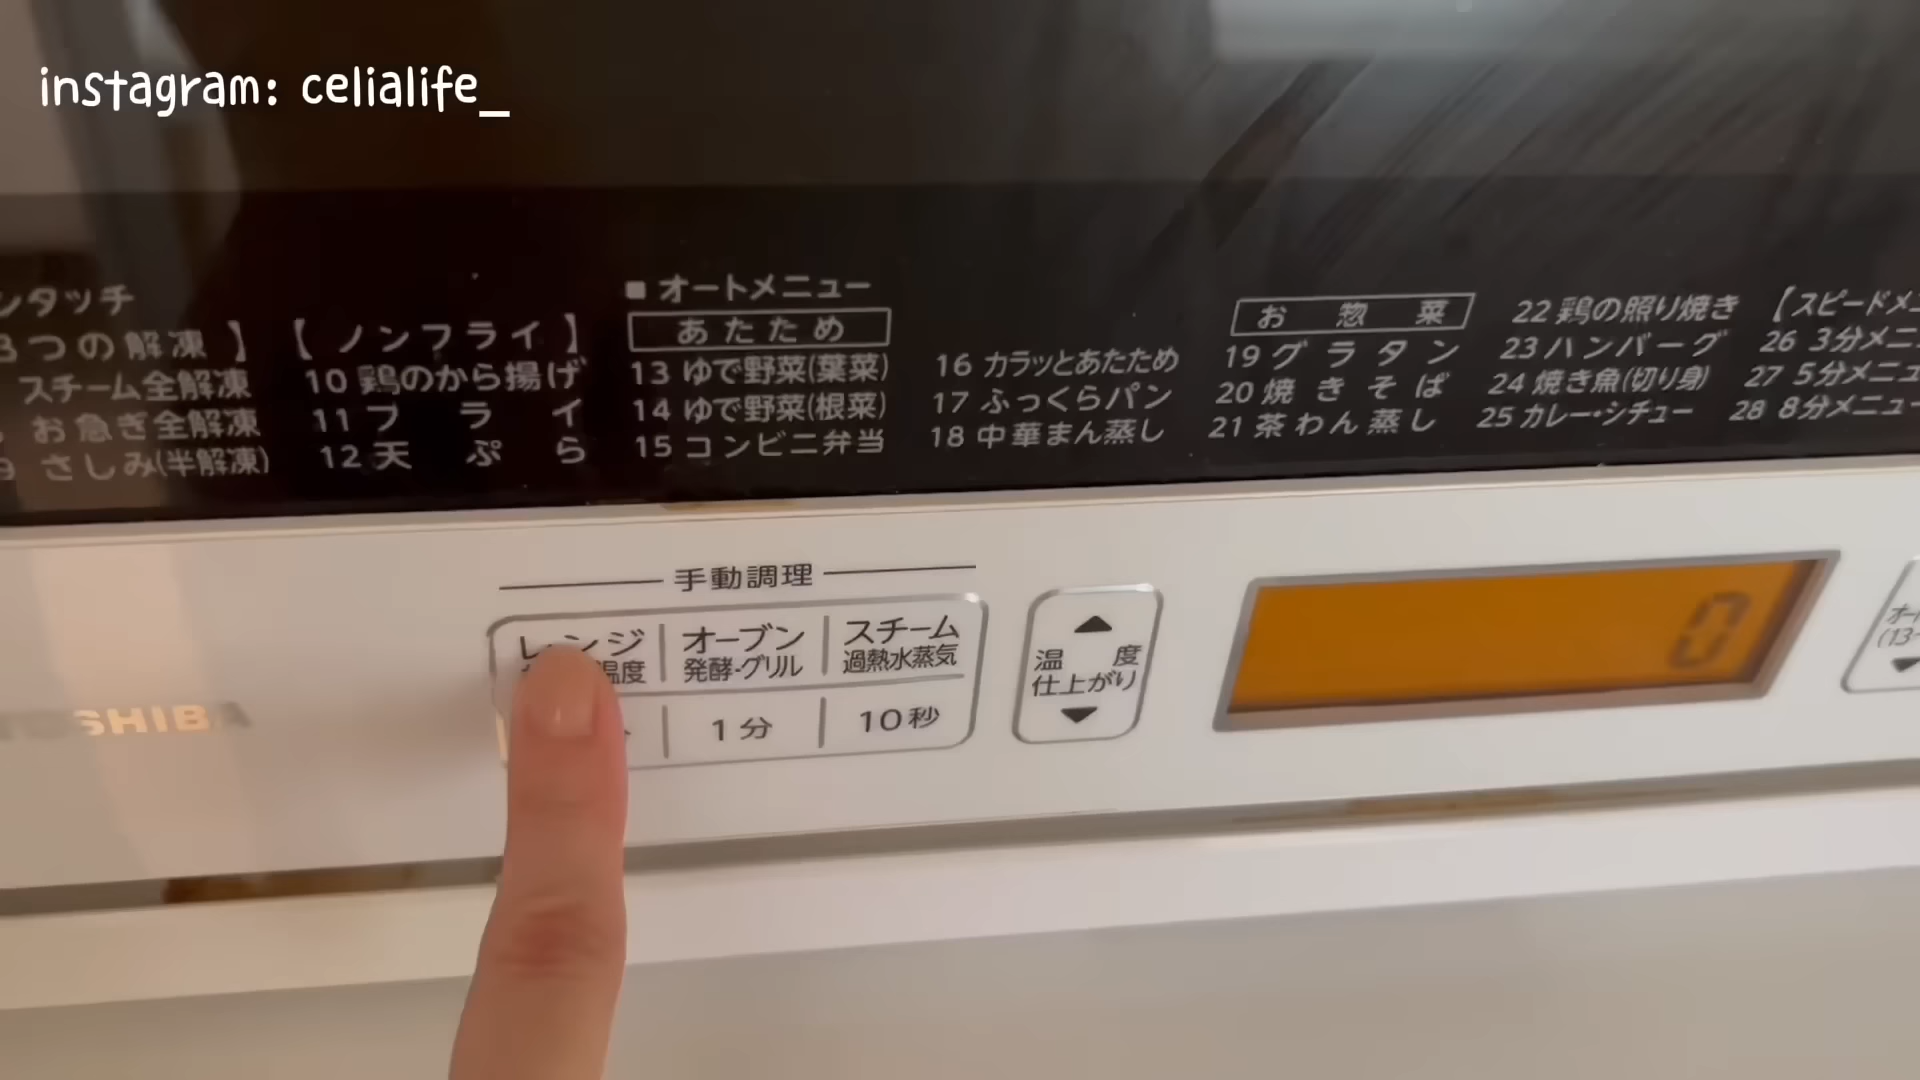 instagram: celialife_
ンタッチ
3つの解凍】
スチーム全解凍
お急ぎ全解凍
9 さしみ(半解凍)
【ノンフライ】
10 鶏のから揚げ
11 フライ
12 天ぷら
■ オートメニュー
あたため
13 ゆで野菜(葉菜)
14 ゆで野菜(根菜)
15 コンビニ弁当
16 カラッとあたため
17 ふっくらパン
18 中華まん蒸し
お惣菜
19 グラタン
20 焼きそば
21 茶わん蒸し
22 鶏の照り焼き
23 ハンバーグ
24 焼き魚(切り身)
25 カレー・シチュー
【スピードメニ
26 3分メニ
27 5分メニュ
28 8分メニュー
手動調理
レンジ
温度
オーブン
発酵-グリル
スチーム
過熱水蒸気
1分
10秒
▲
温度
仕上がり
▼
0
TOSHIBA